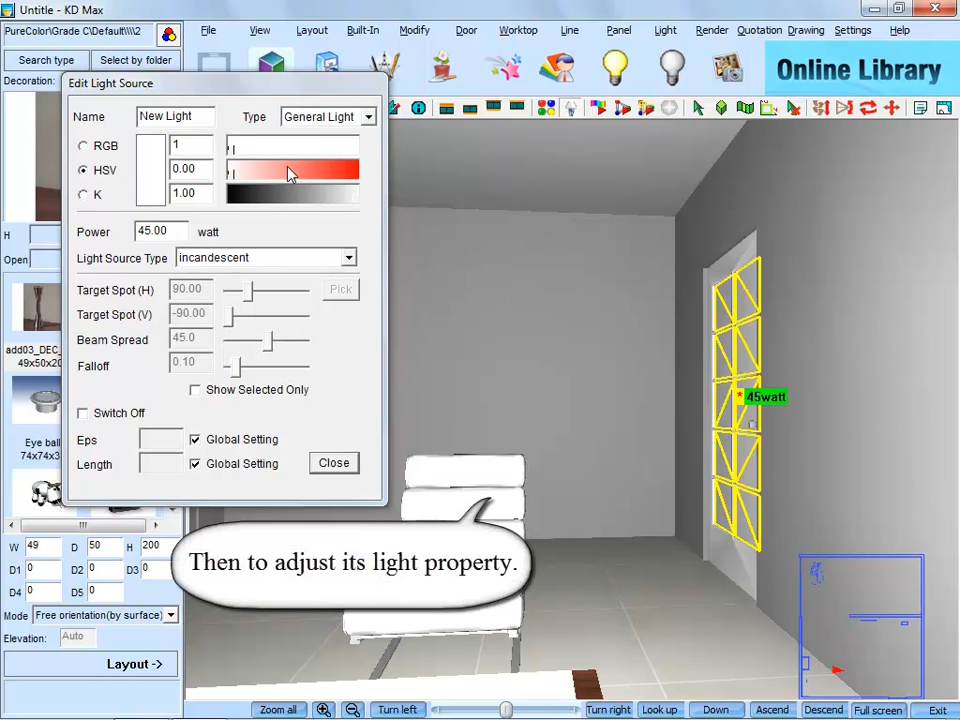 Untitle - KD Max
PureColor\Grade C\Default\\\\2
File View Layout Built-In Modify Door Worktop Line Panel Light Render Quotation Drawing Settings Help
Search type Select by folder
Online Library
Decoration:
Edit Light Source
Name New Light Type General Light
RGB 1
HSV 0.00
K 1.00
Power 45.00 watt
Light Source Type incandescent
Target Spot (H) 90.00 Pick
Target Spot (V) -90.00
Beam Spread 45.0
Falloff 0.10
Show Selected Only
Switch Off
Eps Global Setting
Length Global Setting
Close
H
Open
add03_DEC_
49x50x20
Eye ball
74x74x3
* 45watt
W 49 D 50 H 200
D1 0 D2 0 D3 0
D4 0 D5 0
Mode Free orientation(by surface)
Elevation: Auto
Layout ->
Then to adjust its light property.
Zoom all Turn left Turn right Look up Down Ascend Descend Full screen Exit